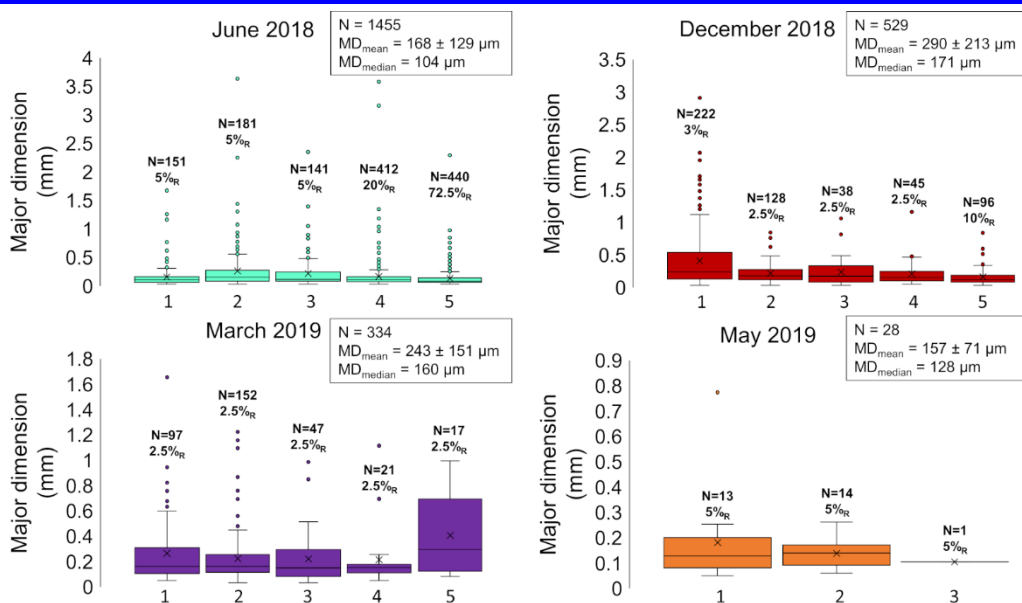 June 2018
N = 1455
MDmean = 168 ± 129 µm
MDmedian = 104 µm
Major dimension
(mm)
4
3.5
3
2.5
2
1.5
1
0.5
0
N=151
5%R
N=181
5%R
N=141
5%R
N=412
20%R
N=440
72.5%R
1 2 3 4 5
December 2018
N = 529
MDmean = 290 ± 213 µm
MDmedian = 171 µm
Major dimension
(mm)
3.5
3
2.5
2
1.5
1
0.5
0
N=222
3%R
N=128
2.5%R
N=38
2.5%R
N=45
2.5%R
N=96
10%R
1 2 3 4 5
March 2019
N = 334
MDmean = 243 ± 151 µm
MDmedian = 160 µm
Major dimension
(mm)
1.8
1.6
1.4
1.2
1
0.8
0.6
0.4
0.2
0
N=97
2.5%R
N=152
2.5%R
N=47
2.5%R
N=21
2.5%R
N=17
2.5%R
1 2 3 4 5
May 2019
N = 28
MDmean = 157 ± 71 µm
MDmedian = 128 µm
Major dimension
(mm)
0.9
0.8
0.7
0.6
0.5
0.4
0.3
0.2
0.1
0
N=13
5%R
N=14
5%R
N=1
5%R
1 2 3